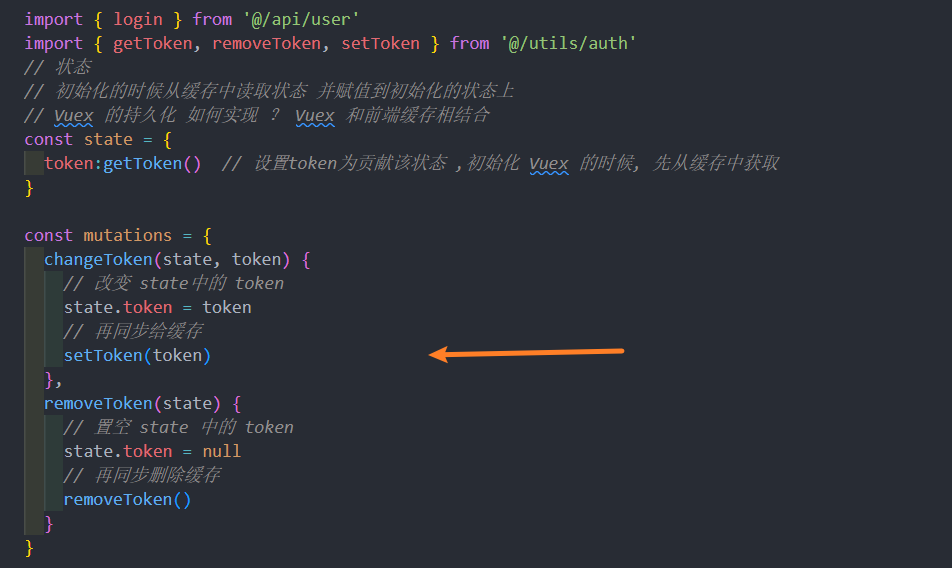 import { login } from '@/api/user'
import { getToken, removeToken, setToken } from '@/utils/auth'
// 状态
// 初始化的时候从缓存中读取状态 并赋值到初始化的状态上
// Vuex 的持久化 如何实现 ? Vuex 和前端缓存相结合
const state = {
  token:getToken()  // 设置token为贡献该状态 ,初始化 Vuex 的时候, 先从缓存中获取
}

const mutations = {
  changeToken(state, token) {
    // 改变 state中的 token
    state.token = token
    // 再同步给缓存
    setToken(token)
  },
  removeToken(state) {
    // 置空 state 中的 token
    state.token = null
    // 再同步删除缓存
    removeToken()
  }
}